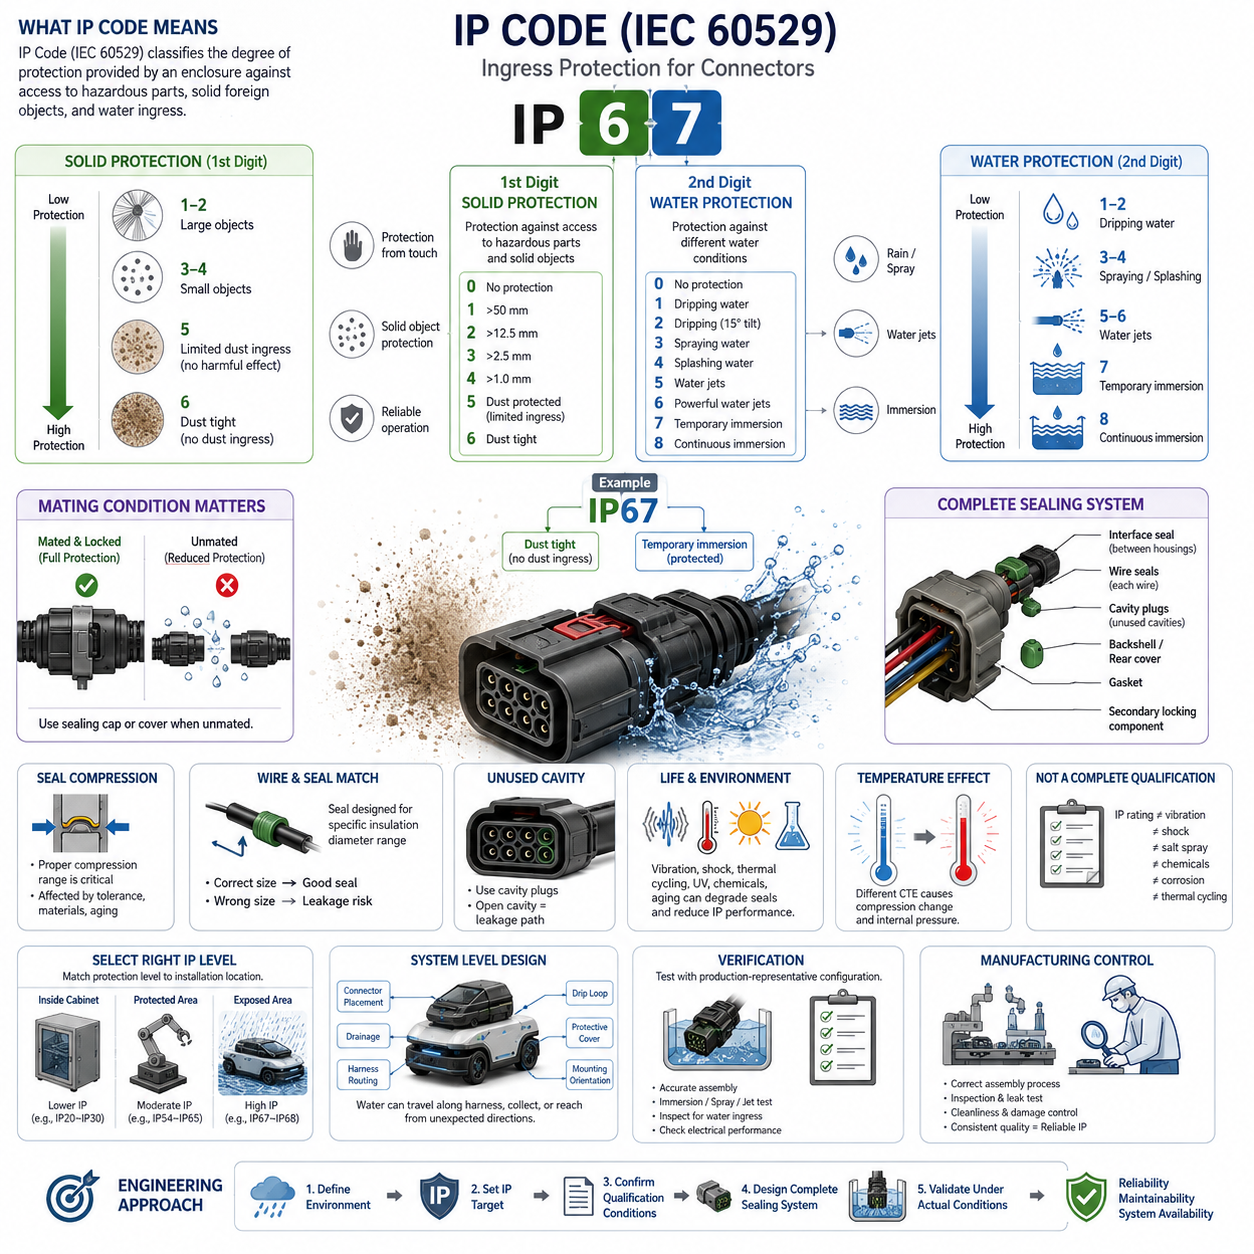 WHAT IP CODE MEANS
IP Code (IEC 60529) classifies the degree of
protection provided by an enclosure against
access to hazardous parts, solid foreign
objects, and water ingress.
IP CODE (IEC 60529)
Ingress Protection for Connectors
IP 6 7
SOLID PROTECTION (1st Digit)
Low
Protection
High
Protection
1–2
Large objects
3–4
Small objects
5
Limited dust ingress
(no harmful effect)
6
Dust tight
(no dust ingress)
Protection
from touch
Solid object
protection
Reliable
operation
1st Digit
SOLID PROTECTION
Protection against access
to hazardous parts
and solid objects
0 No protection
1 >50 mm
2 >12.5 mm
3 >2.5 mm
4 >1.0 mm
5 Dust protected
(limited ingress)
6 Dust tight
2nd Digit
WATER PROTECTION
Protection against
different water
conditions
0 No protection
1 Dripping water
2 Dripping (15° tilt)
3 Spraying water
4 Splashing water
5 Water jets
6 Powerful water jets
7 Temporary immersion
8 Continuous immersion
Rain /
Spray
Water jets
Immersion
WATER PROTECTION (2nd Digit)
Low
Protection
High
Protection
1–2
Dripping water
3–4
Spraying / Splashing
5–6
Water jets
7
Temporary immersion
8
Continuous immersion
MATING CONDITION MATTERS
Mated & Locked
(Full Protection)
Unmated
(Reduced Protection)
Use sealing cap or cover when unmated.
Example
IP67
Dust tight
(no dust ingress)
Temporary immersion
(protected)
COMPLETE SEALING SYSTEM
Interface seal
(between housings)
Wire seals
(each wire)
Cavity plugs
(unused cavities)
Backshell /
Rear cover
Gasket
Secondary locking
component
SEAL COMPRESSION
• Proper compression
range is critical
• Affected by tolerance,
materials, aging
WIRE & SEAL MATCH
Seal designed for
specific insulation
diameter range
• Correct size → Good seal
• Wrong size → Leakage risk
UNUSED CAVITY
• Use cavity plugs
• Open cavity =
leakage path
LIFE & ENVIRONMENT
Vibration, shock, thermal
cycling, UV, chemicals,
aging can degrade seals
and reduce IP performance.
TEMPERATURE EFFECT
Different CTE causes
compression change
and internal pressure.
NOT A COMPLETE QUALIFICATION
IP rating ≠ vibration
≠ shock
≠ salt spray
≠ chemicals
≠ corrosion
≠ thermal cycling
SELECT RIGHT IP LEVEL
Match protection level to installation location.
Inside Cabinet
Lower IP
(e.g., IP20~IP30)
Protected Area
Moderate IP
(e.g., IP54~IP65)
Exposed Area
High IP
(e.g., IP67~IP68)
SYSTEM LEVEL DESIGN
Connector
Placement
Drainage
Harness
Routing
Drip Loop
Protective
Cover
Mounting
Orientation
Water can travel along harness, collect, or reach
from unexpected directions.
VERIFICATION
Test with production-representative configuration.
• Accurate assembly
• Immersion / Spray / Jet test
• Inspect for water ingress
• Check electrical performance
MANUFACTURING CONTROL
• Correct assembly process
• Inspection & leak test
• Cleanliness & damage control
• Consistent quality = Reliable IP
ENGINEERING
APPROACH
1. Define
Environment
IP
2. Set IP
Target
3. Confirm
Qualification
Conditions
4. Design Complete
Sealing System
5. Validate Under
Actual Conditions
Reliability
Maintainability
System Availability